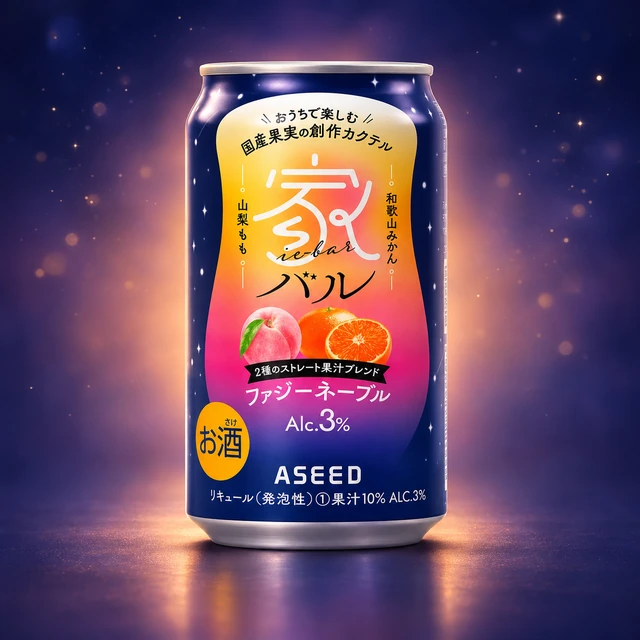 おうちで楽しむ
国産果実の創作カクテル
家
ie-bar
バル
山梨もも
和歌山みかん
2種のストレート果汁ブレンド
ファジーネーブル
Alc.3%
さけ
お酒
ASEED
リキュール(発泡性)①果汁10% ALC.3%